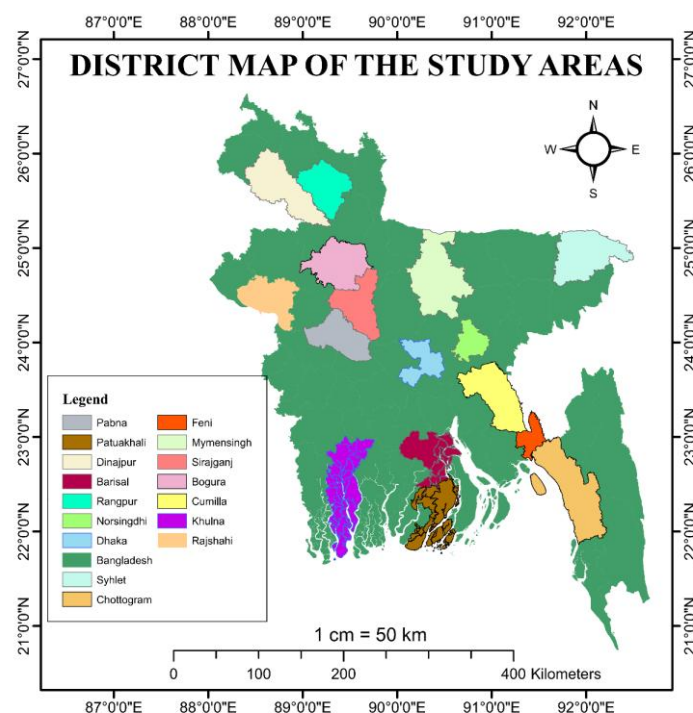 87°0'0"E 88°0'0"E 89°0'0"E 90°0'0"E 91°0'0"E 92°0'0"E
DISTRICT MAP OF THE STUDY AREAS
N
W E
S
27°0'0"N
26°0'0"N
25°0'0"N
24°0'0"N
23°0'0"N
22°0'0"N
21°0'0"N
27°0'0"N
26°0'0"N
25°0'0"N
24°0'0"N
23°0'0"N
22°0'0"N
21°0'0"N
Legend
Pabna
Patuakhali
Dinajpur
Barisal
Rangpur
Norsingdhi
Dhaka
Bangladesh
Syhlet
Chottogram
Feni
Mymensingh
Sirajganj
Bogura
Cumilla
Khulna
Rajshahi
1 cm = 50 km
0 100 200 400 Kilometers
87°0'0"E 88°0'0"E 89°0'0"E 90°0'0"E 91°0'0"E 92°0'0"E